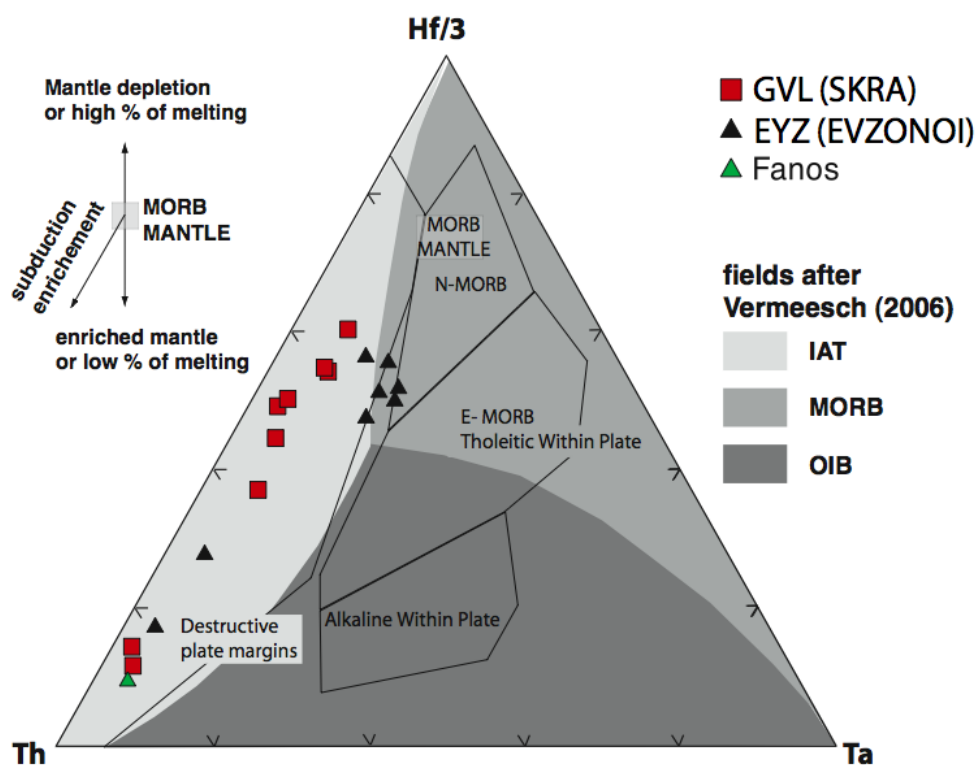 Hf/3
Mantle depletion
or high % of melting
MORB
MANTLE
subduction
enrichement
enriched mantle
or low % of melting
GVL (SKRA)
EYZ (EVZONOI)
Fanos
fields after
Vermeesch (2006)
IAT
MORB
OIB
MORB
MANTLE
N-MORB
E- MORB
Tholeitic Within Plate
Alkaline Within Plate
Destructive
plate margins
Th
Ta